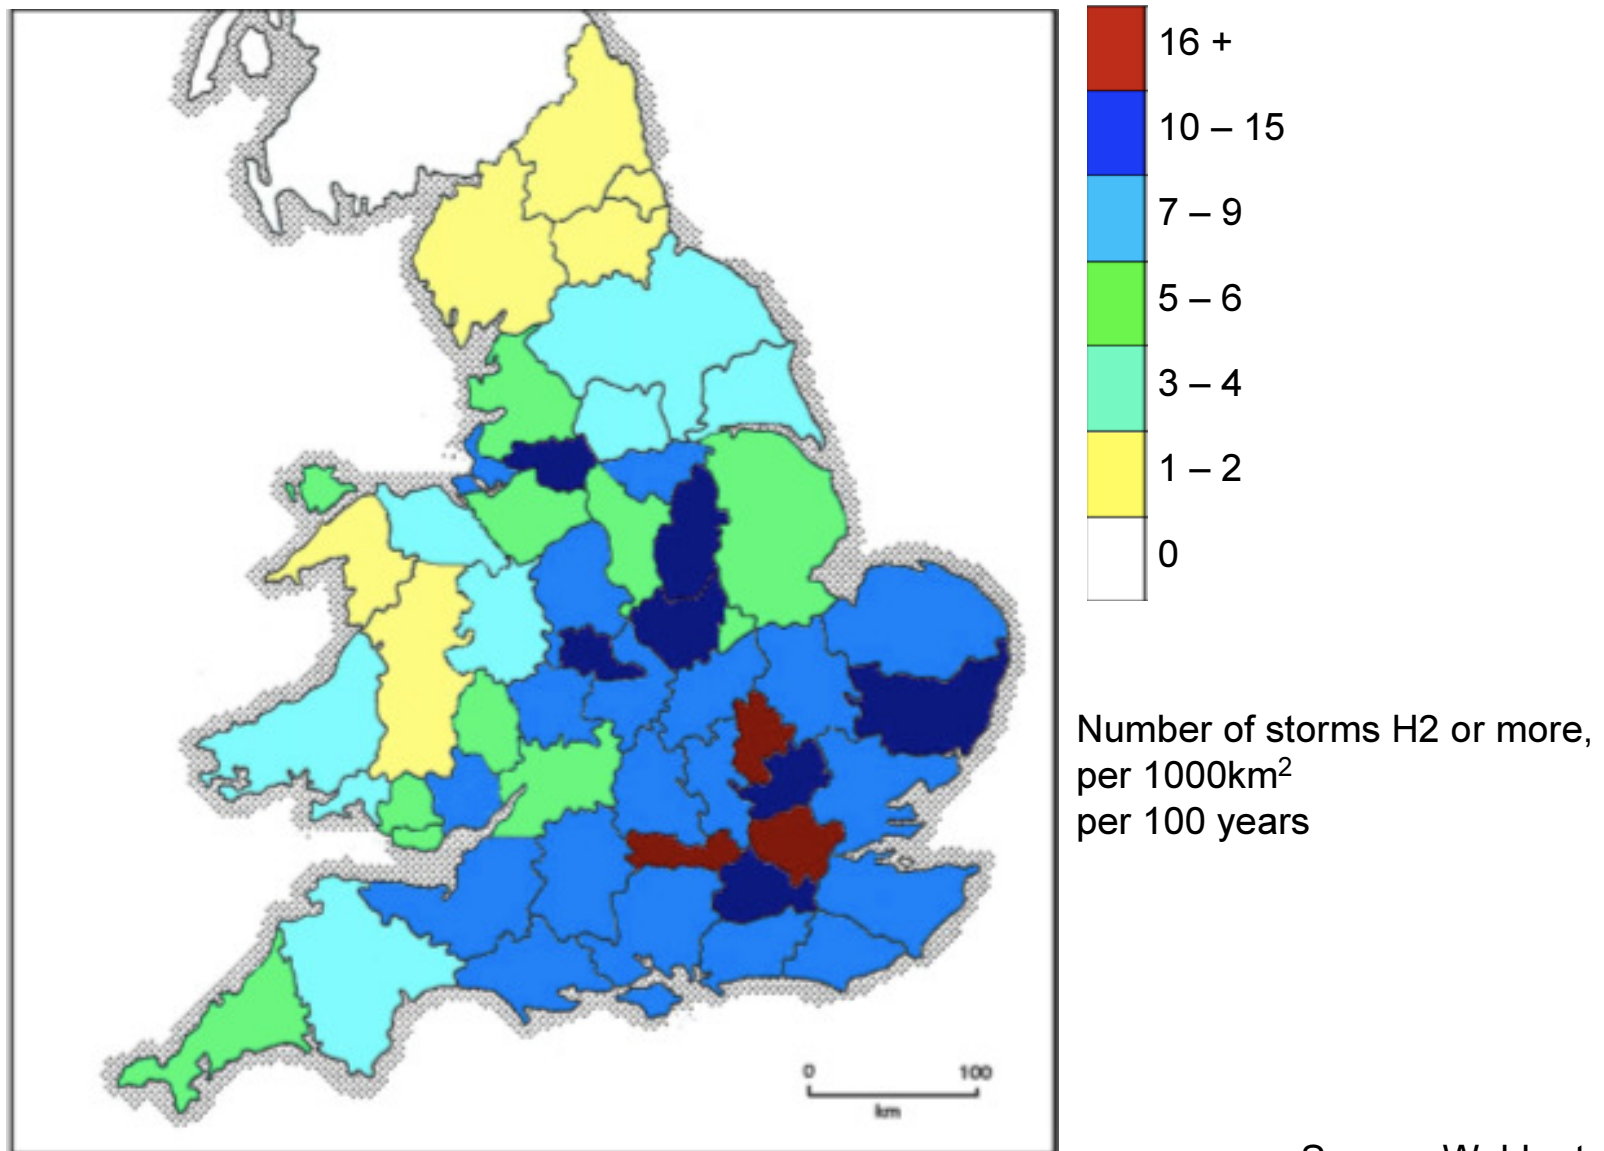 16 +
10 – 15
7 – 9
5 – 6
3 – 4
1 – 2
0
Number of storms H2 or more,
per 1000km²
per 100 years
0 100
km